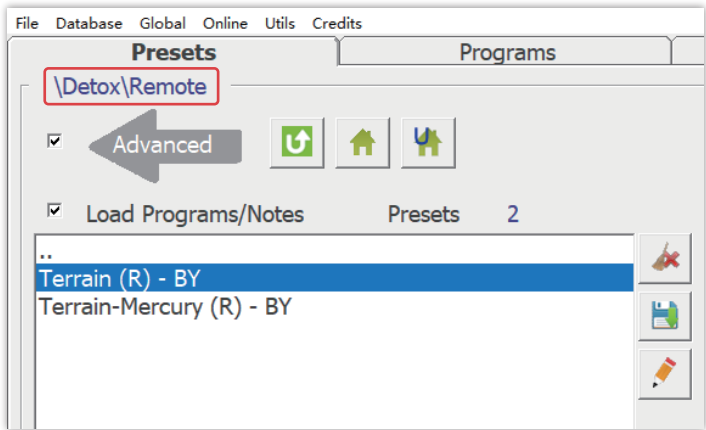 File Database Global Online Utils Credits
Presets Programs
\Detox\Remote
Advanced
U
Load Programs/Notes Presets 2
..
Terrain (R) - BY
Terrain-Mercury (R) - BY